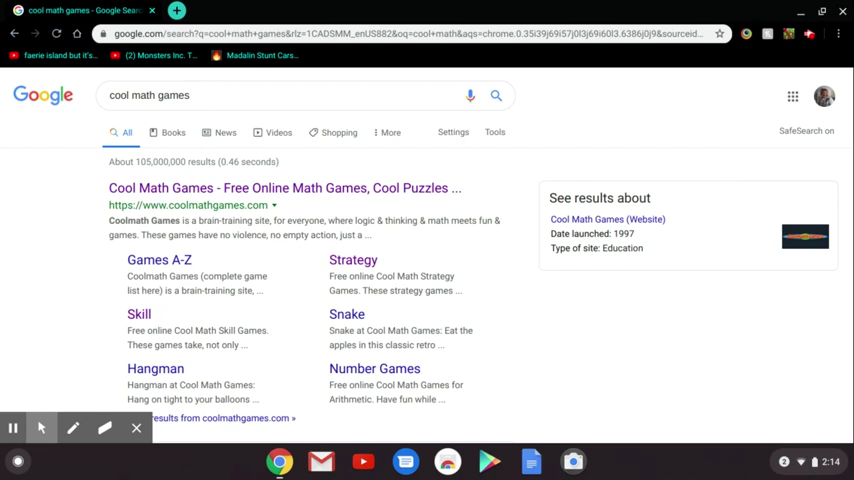 cool math games - Google Sear
google.com/search?q=cool+math+games&rlz=1CADSMM_enUS882&oq=cool+math&aqs=chrome.0.35i39j69i57j0l3j69i60l3.6386j0j9&sourceid...
faerie island but it's... (2) Monsters Inc. T... Madalin Stunt Cars...
Google
cool math games
All Books News Videos Shopping More Settings Tools
SafeSearch on
About 105,000,000 results (0.46 seconds)
Cool Math Games - Free Online Math Games, Cool Puzzles ...
https://www.coolmathgames.com
Coolmath Games is a brain-training site, for everyone, where logic & thinking & math meets fun &
games. These games have no violence, no empty action, just a ...
Games A-Z
Coolmath Games (complete game
list here) is a brain-training site, ...
Strategy
Free online Cool Math Strategy
Games. These strategy games ...
Skill
Free online Cool Math Skill Games.
These games take, not only ...
Snake
Snake at Cool Math Games: Eat the
apples in this classic retro ...
Hangman
Hangman at Cool Math Games:
Hang on tight to your balloons ...
Number Games
Free online Cool Math Games for
Arithmetic. Have fun while ...
results from coolmathgames.com »
See results about
Cool Math Games (Website)
Date launched: 1997
Type of site: Education
2 2:14